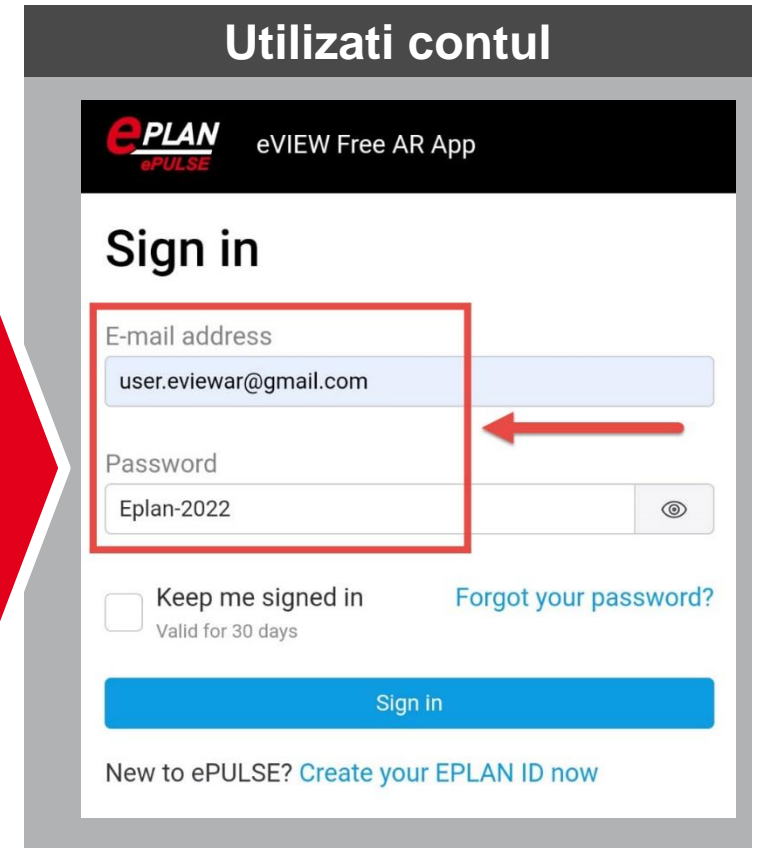 Utilizati contul
ePLAN
ePULSE
eVIEW Free AR App
Sign in
E-mail address
user.eviewar@gmail.com
Password
Eplan-2022
Keep me signed in
Forgot your password?
Valid for 30 days
Sign in
New to ePULSE? Create your EPLAN ID now